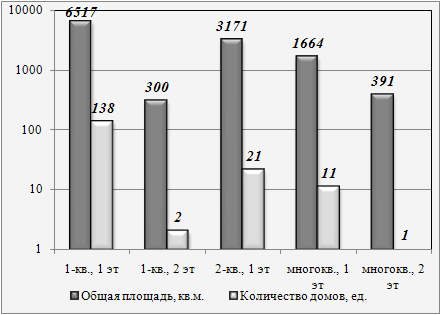 10000
1000
100
10
1
6517
138
300
2
3171
21
1664
11
391
1
1-кв., 1 эт
1-кв., 2 эт
2-кв., 1 эт
многокв., 1
эт
многокв., 2
эт
Общая площадь, кв.м.
Количество домов, ед.